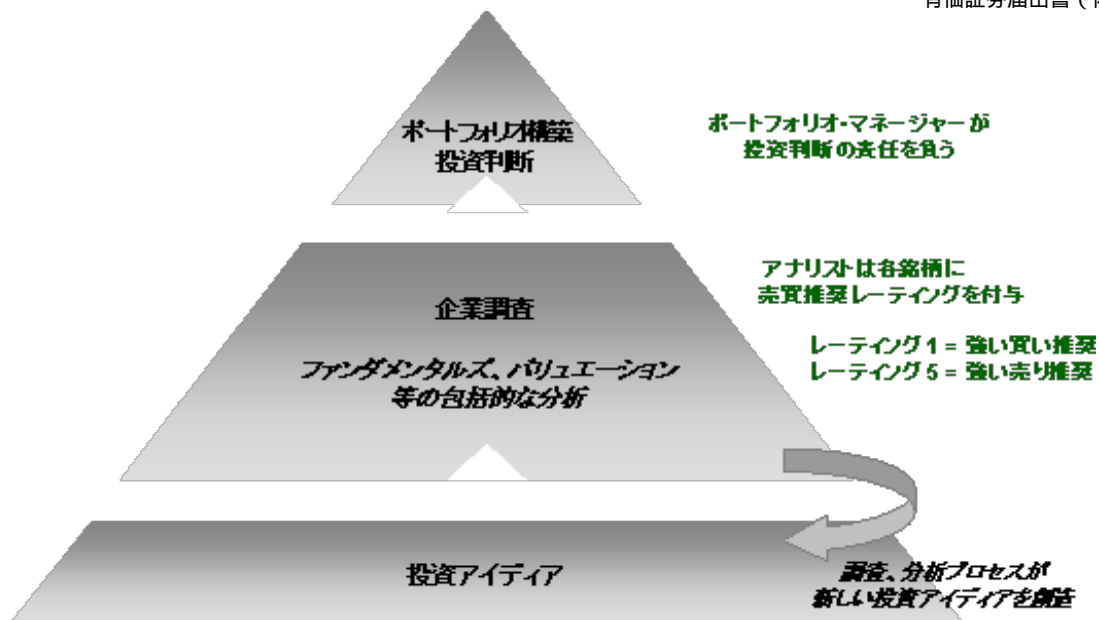 有価証券届出書（
ポートフォリオ構築
投資判断
ポートフォリオ・マネージャーが
投資判断の責任を負う
企業調査
ファンダメンタルズ、バリュエーション
等の包括的な分析
アナリストは各銘柄に
売買推奨レーティングを付与
レーティング1 = 強い買い推奨
レーティング5 = 強い売り推奨
投資アイディア
調査、分析プロセスが
新しい投資アイディアを創造